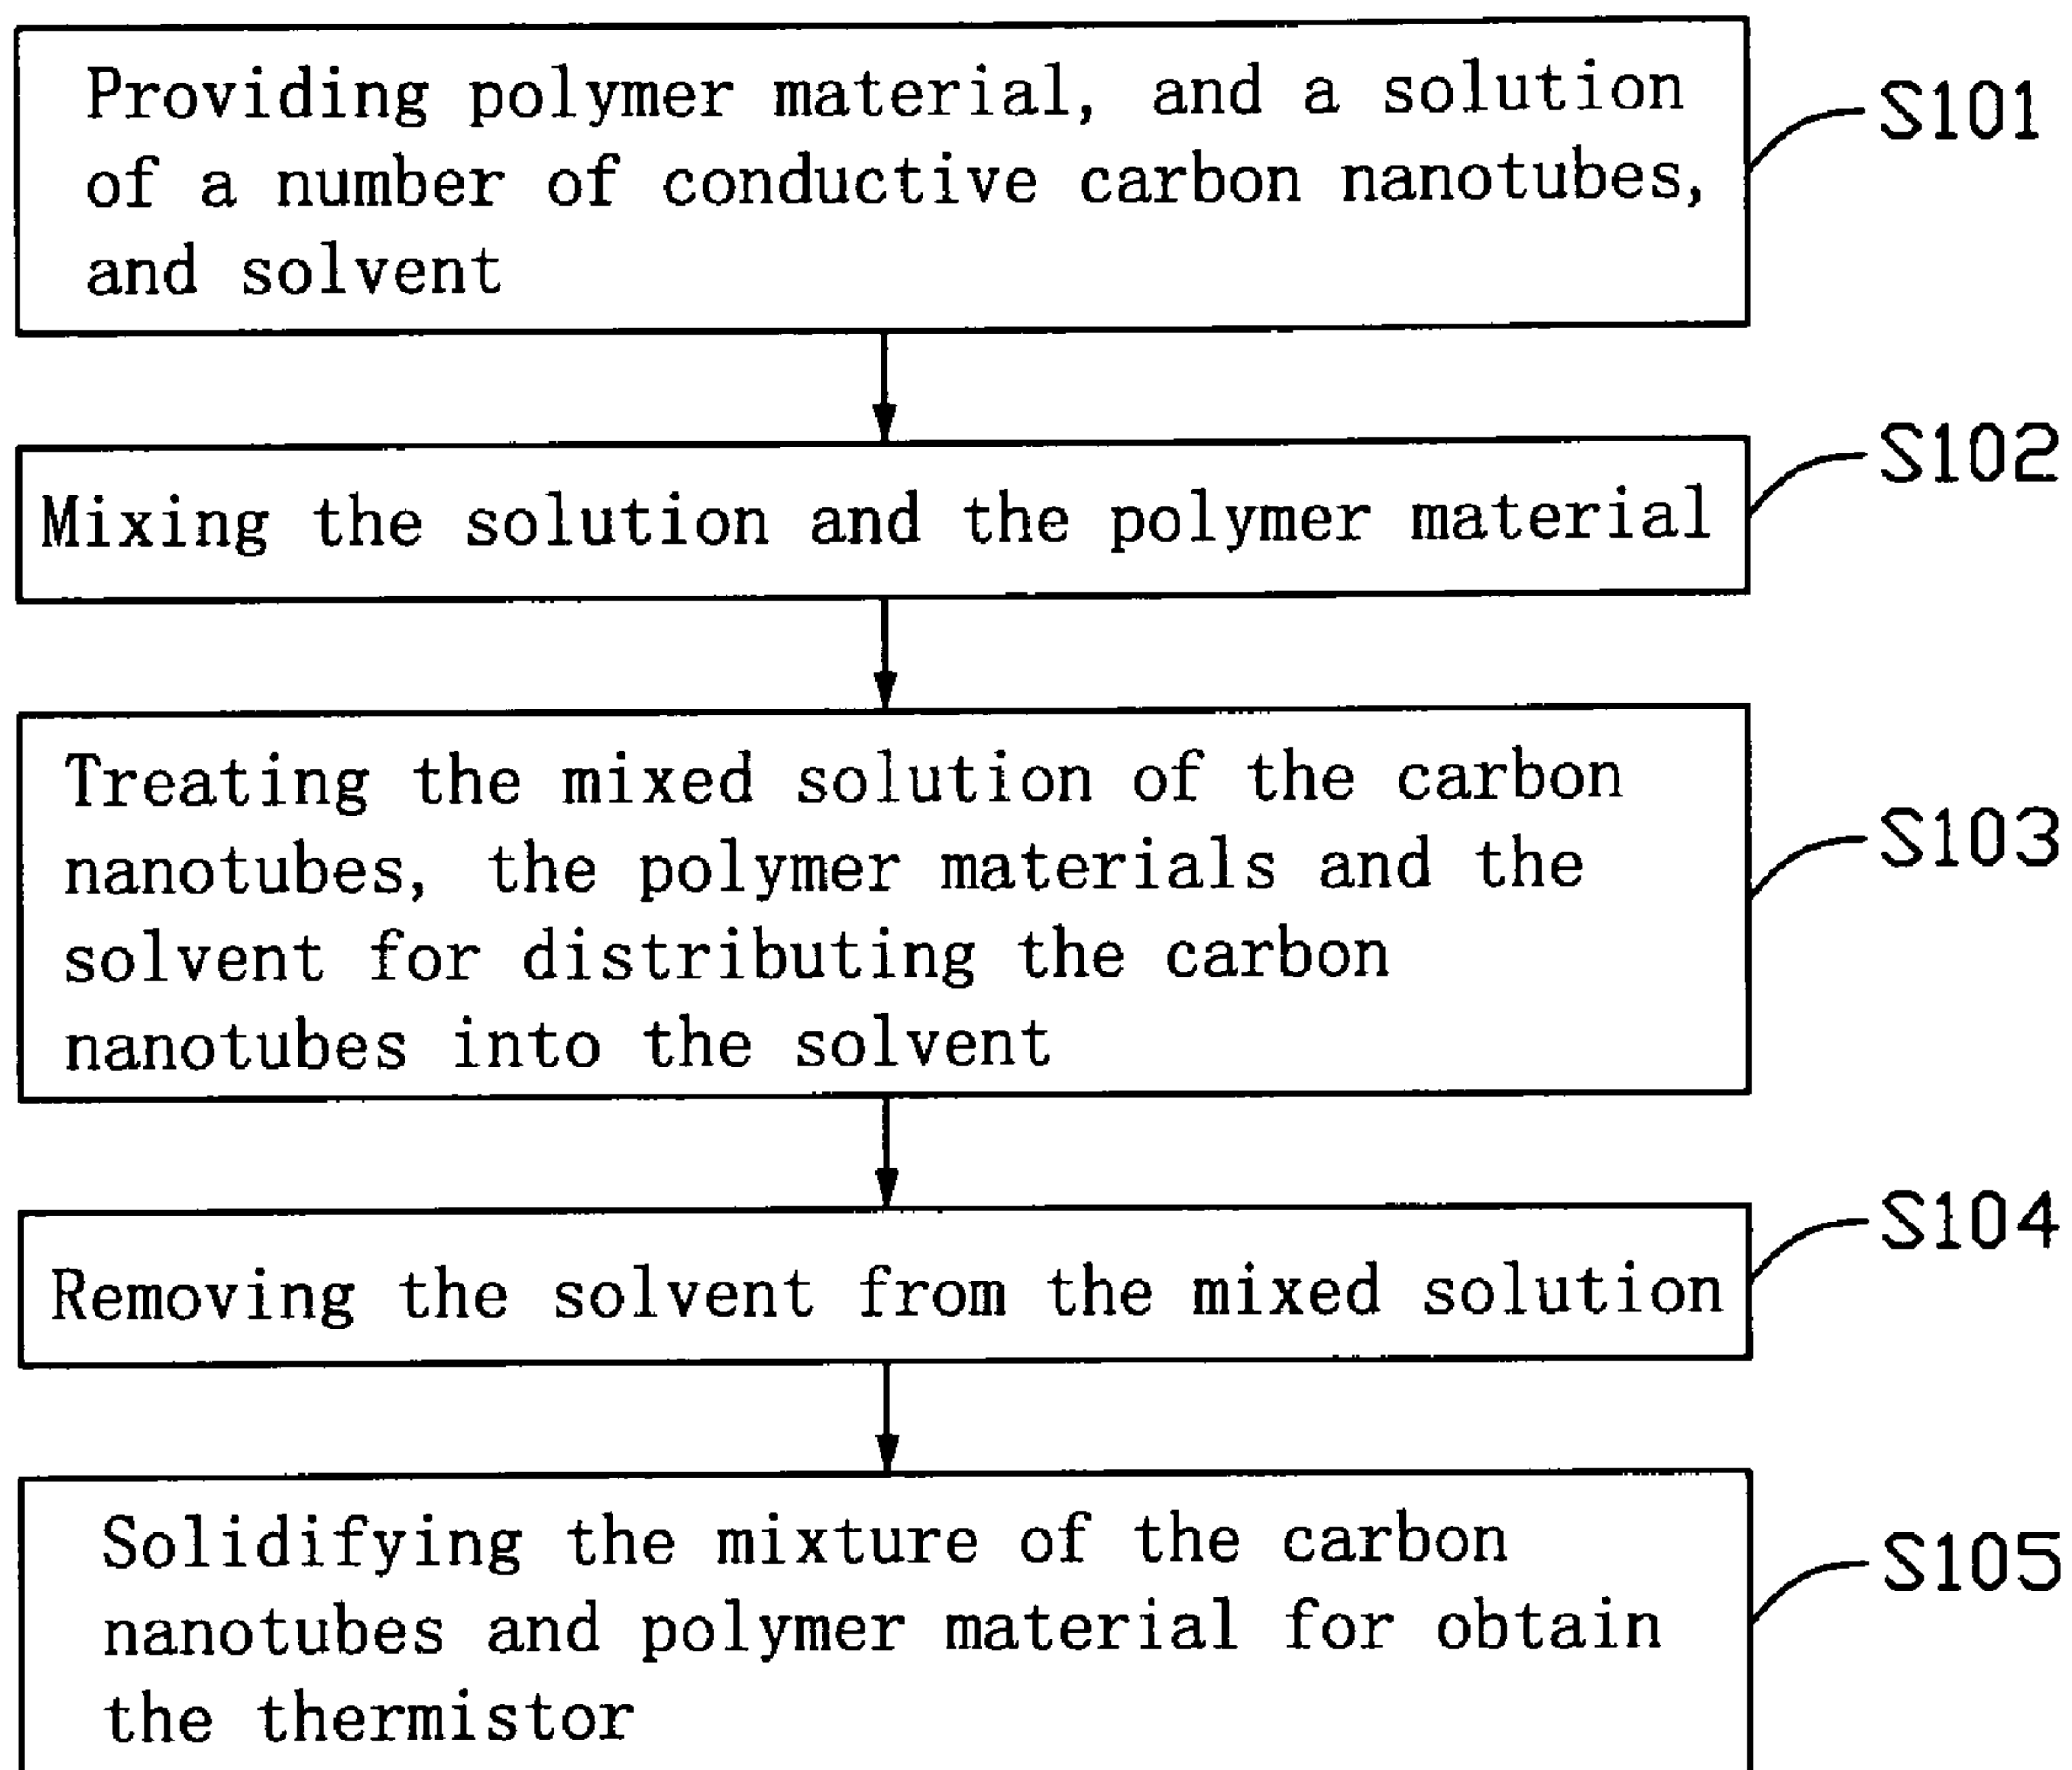 Providing polymer material, and a solution
of a number of conductive carbon nanotubes,
and solvent
S101
Mixing the solution and the polymer material
S102
Treating the mixed solution of the carbon
nanotubes, the polymer materials and the
solvent for distributing the carbon
nanotubes into the solvent
S103
Removing the solvent from the mixed solution
S104
Solidifying the mixture of the carbon
nanotubes and polymer material for obtain
the thermistor
S105